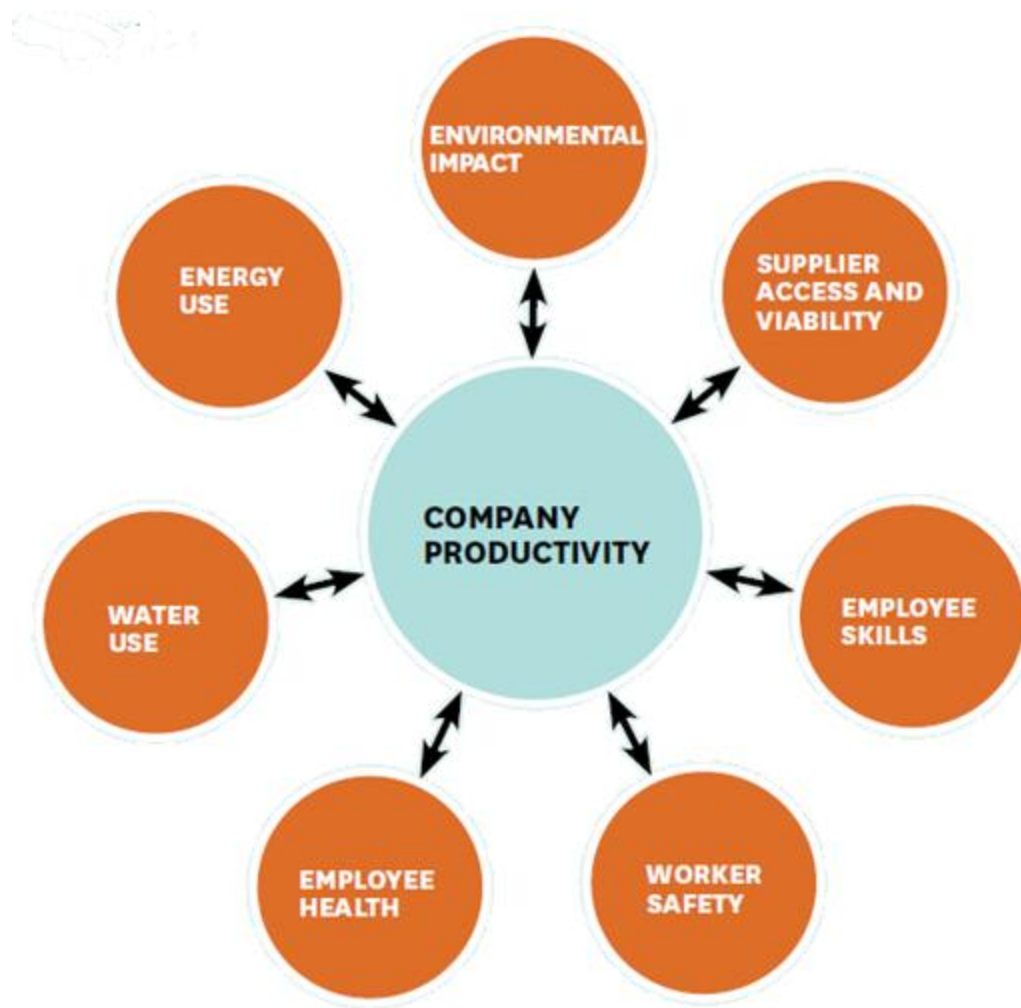 ENVIRONMENTAL
IMPACT
SUPPLIER
ACCESS AND
VIABILITY
EMPLOYEE
SKILLS
WORKER
SAFETY
EMPLOYEE
HEALTH
WATER
USE
ENERGY
USE
COMPANY
PRODUCTIVITY